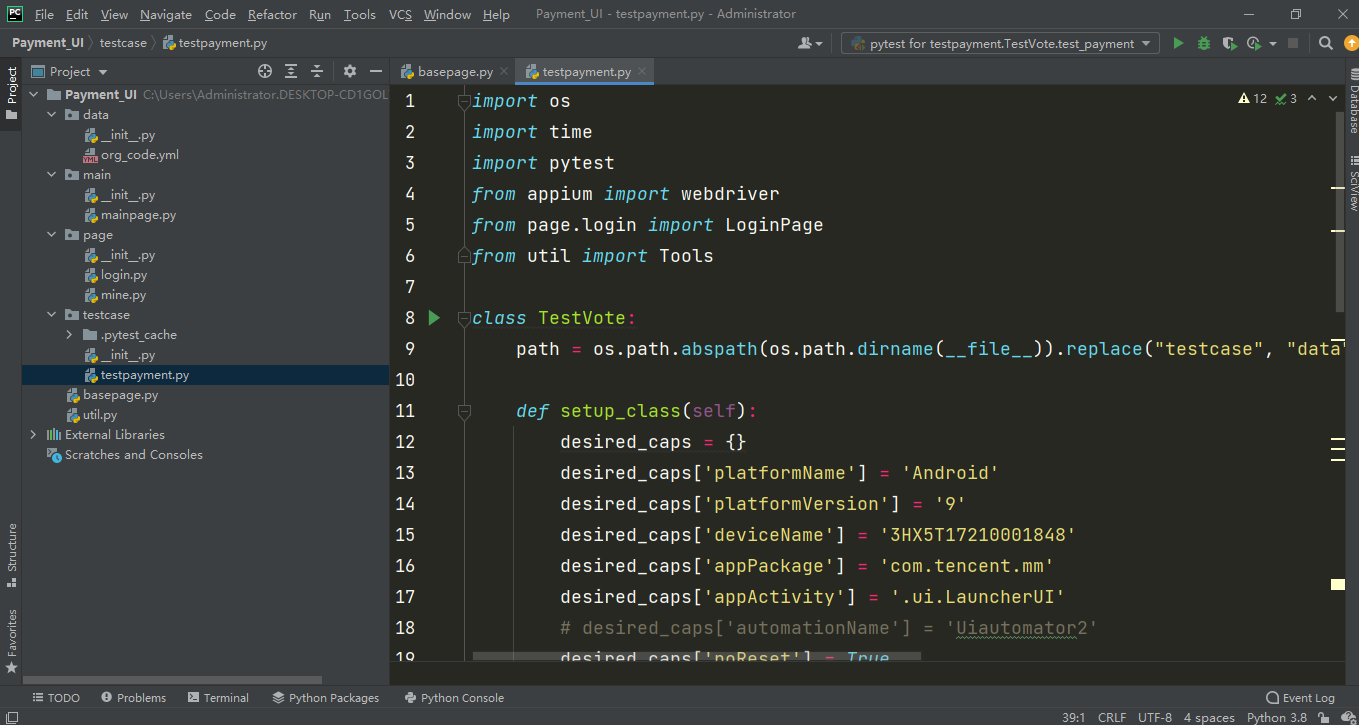 PC File Edit View Navigate Code Refactor Run Tools VCS Window Help Payment_UI - testpayment.py - Administrator
Payment_UI testcase testpayment.py pytest for testpayment.TestVote.test_payment
Project
Project
basepage.py testpayment.py
Payment_UI C:\Users\Administrator.DESKTOP-CD1GOL
data
__init__.py
org_code.yml
main
__init__.py
mainpage.py
page
__init__.py
login.py
mine.py
testcase
.pytest_cache
__init__.py
testpayment.py
basepage.py
util.py
External Libraries
Scratches and Consoles
Structure
Favorites
12 3
Database
SciView
1 import os
2 import time
3 import pytest
4 from appium import webdriver
5 from page.login import LoginPage
6 from util import Tools
7
8 class TestVote:
9 path = os.path.abspath(os.path.dirname(__file__)).replace("testcase", "data"
10
11 def setup_class(self):
12 desired_caps = {}
13 desired_caps['platformName'] = 'Android'
14 desired_caps['platformVersion'] = '9'
15 desired_caps['deviceName'] = '3HX5T17210001848'
16 desired_caps['appPackage'] = 'com.tencent.mm'
17 desired_caps['appActivity'] = '.ui.LauncherUI'
18 # desired_caps['automationName'] = 'Uiautomator2'
19 desired_caps['noReset'] = True
TODO Problems Terminal Python Packages Python Console Event Log
39:1 CRLF UTF-8 4 spaces Python 3.8